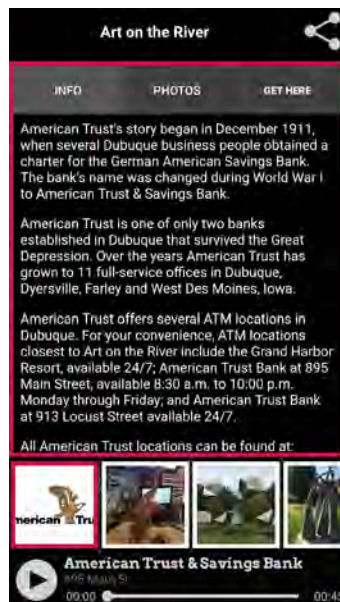 Art on the River
INFO PHOTOS GET HERE
American Trust's story began in December 1911,
when several Dubuque business people obtained a
charter for the German American Savings Bank.
The bank's name was changed during World War I
to American Trust & Savings Bank.
American Trust is one of only two banks
established in Dubuque that survived the Great
Depression. Over the years American Trust has
grown to 11 full-service offices in Dubuque,
Dyersville, Farley and West Des Moines, Iowa.
American Trust offers several ATM locations in
Dubuque. For your convenience, ATM locations
closest to Art on the River include the Grand Harbor
Resort, available 24/7; American Trust Bank at 895
Main Street, available 8:30 a.m. to 10:00 p.m.
Monday through Friday; and American Trust Bank
at 913 Locust Street available 24/7.
All American Trust locations can be found at:
merican Tru
American Trust & Savings Bank
895 Main St
00:00 00:45